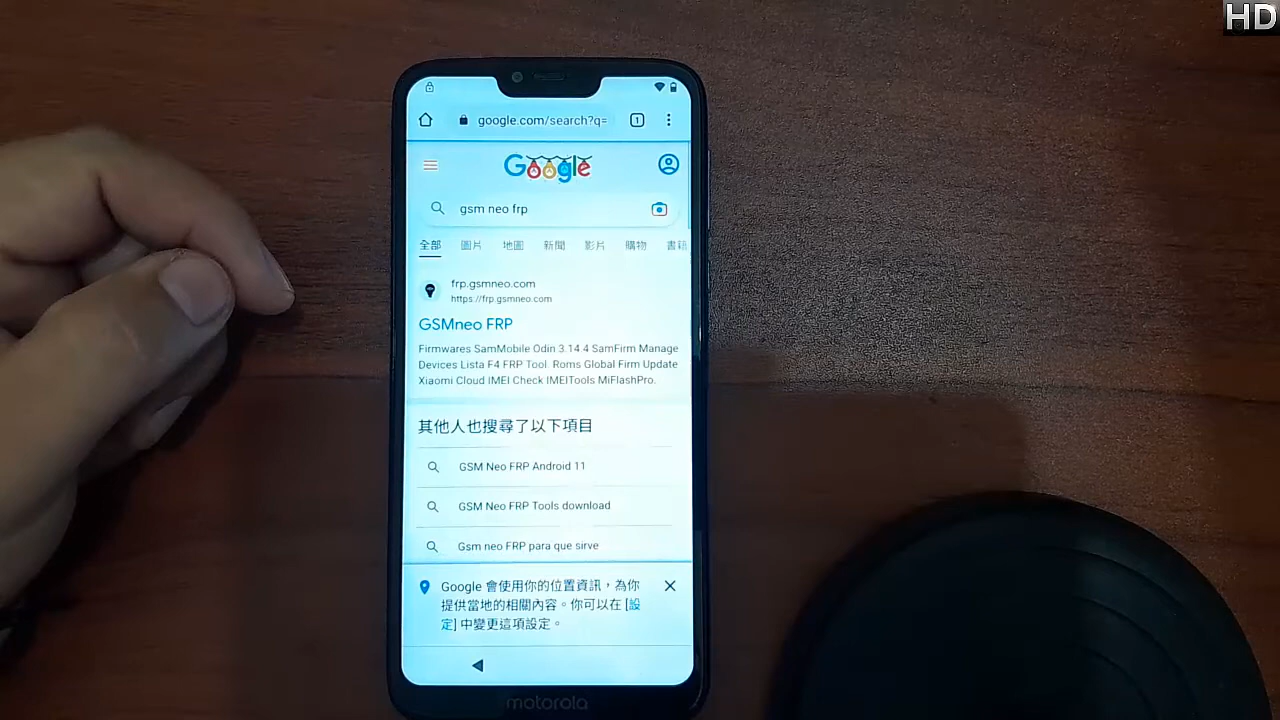 HD
google.com/search?q=
1
Google
gsm neo frp
全部 圖片 地圖 新聞 影片 購物 書籍
frp.gsmneo.com
https://frp.gsmneo.com
GSMneo FRP
Firmwares SamMobile Odin 3.14.4 SamFirm Manage
Devices Lista F4 FRP Tool. Roms Global Firm Update
Xiaomi Cloud IMEI Check IMEITools MiFlashPro.
其他人也搜尋了以下項目
GSM Neo FRP Android 11
GSM Neo FRP Tools download
Gsm neo FRP para que sirve
Google 會使用你的位置資訊，為你
提供當地的相關內容。你可以在 [設
定] 中變更這項設定。
motorola